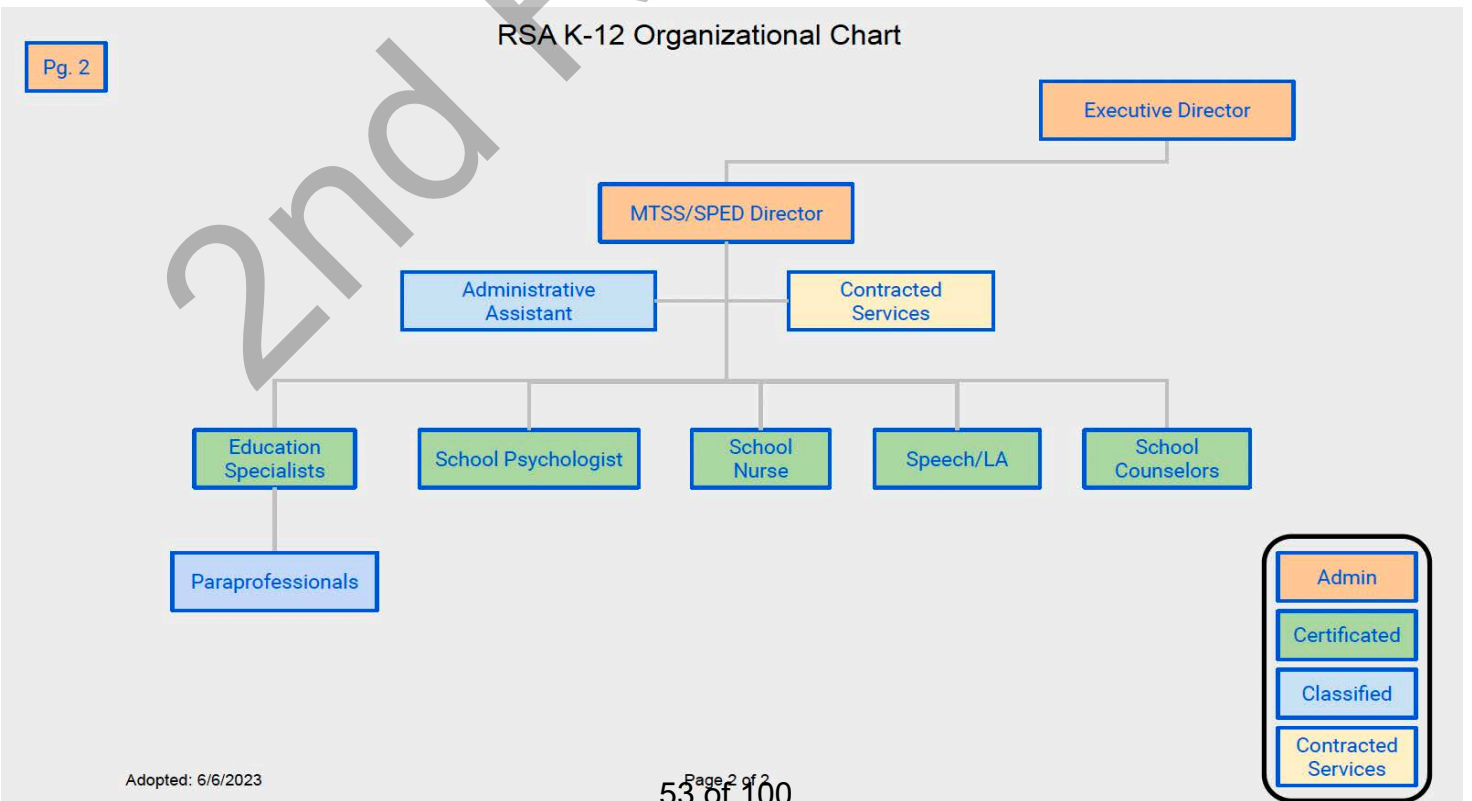 RSA K-12 Organizational Chart
Pg. 2
Executive Director
MTSS/SPED Director
Administrative
Assistant
Contracted
Services
Education
Specialists
School Psychologist
School
Nurse
Speech/LA
School
Counselors
Paraprofessionals
Admin
Certificated
Classified
Contracted
Services
Adopted: 6/6/2023
Page 2 of 2
53 of 100
2nd